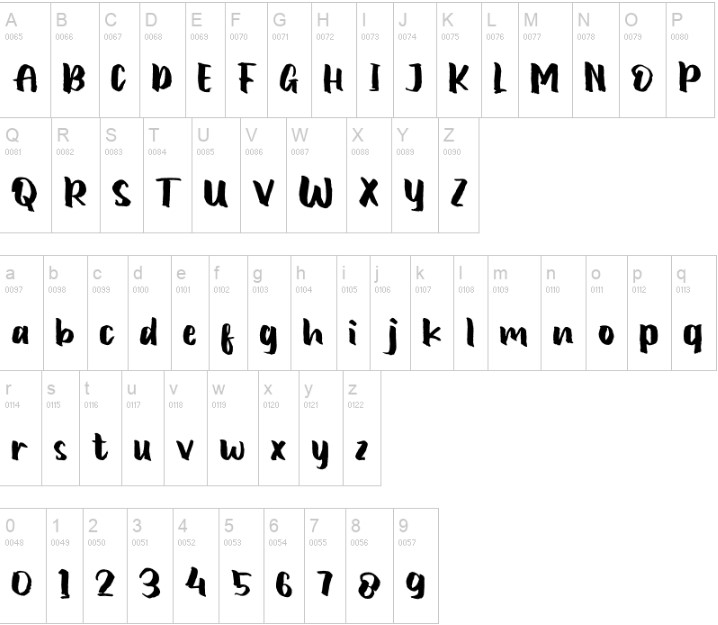 A B C D E F G H I J K L M N O P
0065 0066 0067 0068 0069 0070 0071 0072 0073 0074 0075 0076 0077 0078 0079 0080
A B C D E F G H I J K L M N O P
Q R S T U V W X Y Z
0081 0082 0083 0084 0085 0086 0087 0088 0089 0090
Q R S T U V W X Y Z
a b c d e f g h i j k l m n o p q
0097 0098 0099 0100 0101 0102 0103 0104 0105 0106 0107 0108 0109 0110 0111 0112 0113
a b c d e f g h i j k l m n o p q
r s t u v w x y z
0114 0115 0116 0117 0118 0119 0120 0121 0122
r s t u v w x y z
0 1 2 3 4 5 6 7 8 9
0048 0049 0050 0051 0052 0053 0054 0055 0056 0057
0 1 2 3 4 5 6 7 8 9